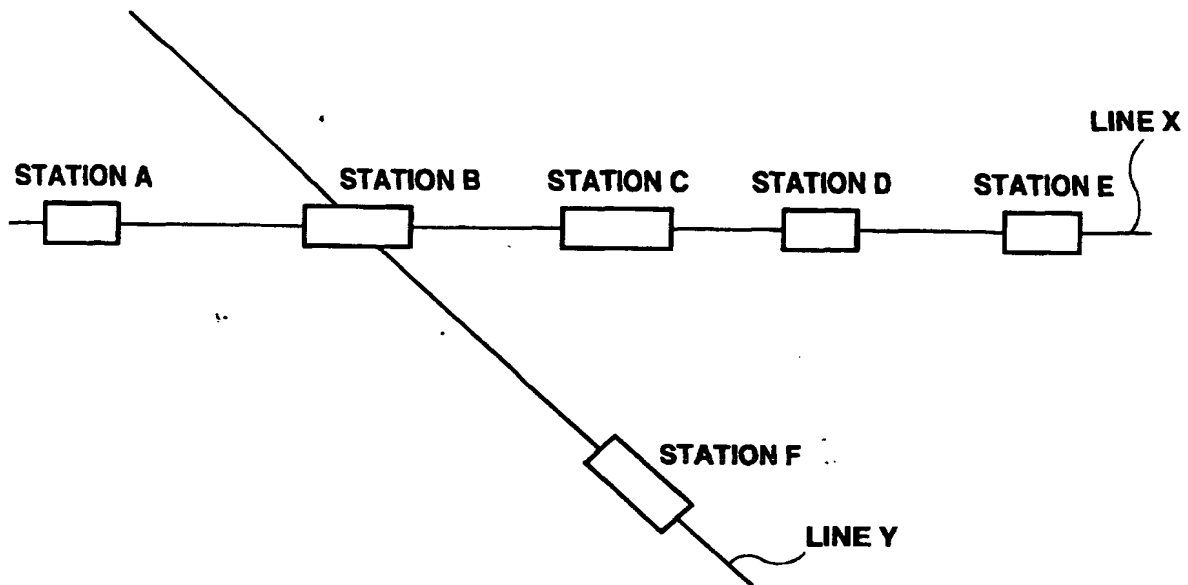 LINE X
STATION A
STATION B
STATION C
STATION D
STATION E
STATION F
LINE Y